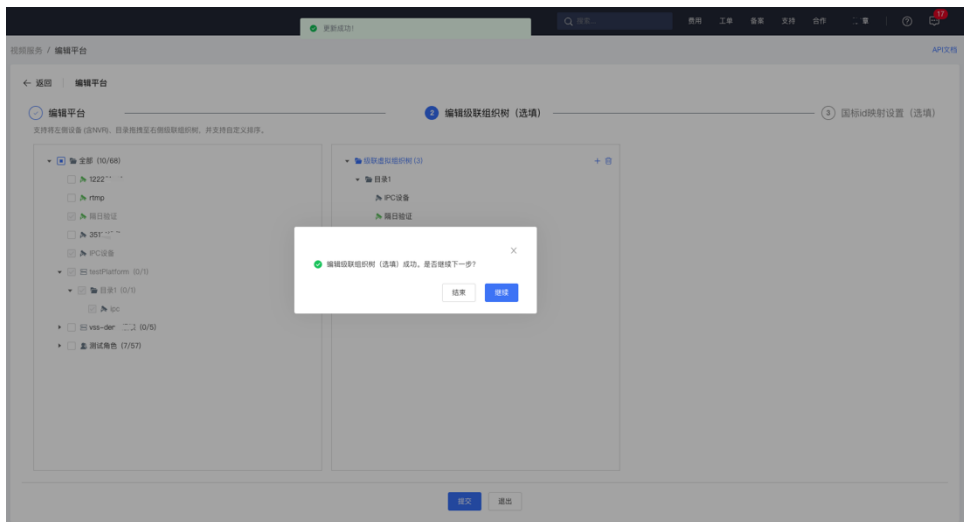 更新成功!
搜索...
费用 工单 备案 支持 合作
17
视频服务 / 编辑平台
API文档
← 返回 编辑平台
编辑平台
2 编辑级联组织树（选填）
3 国标id映射设置（选填）
支持将左侧设备 (含NVR)、目录拖拽至右侧级联组织树，并支持自定义排序。
全部 (10/68)
1222
rtmp
隔日验证
351
IPC设备
testPlatform (0/1)
目录1 (0/1)
ipc
vss-der (0/5)
测试角色 (7/57)
级联虚拟组织树 (3)
目录1
IPC设备
隔日验证
编辑级联组织树（选填）成功，是否继续下一步？
结束 继续
提交 退出